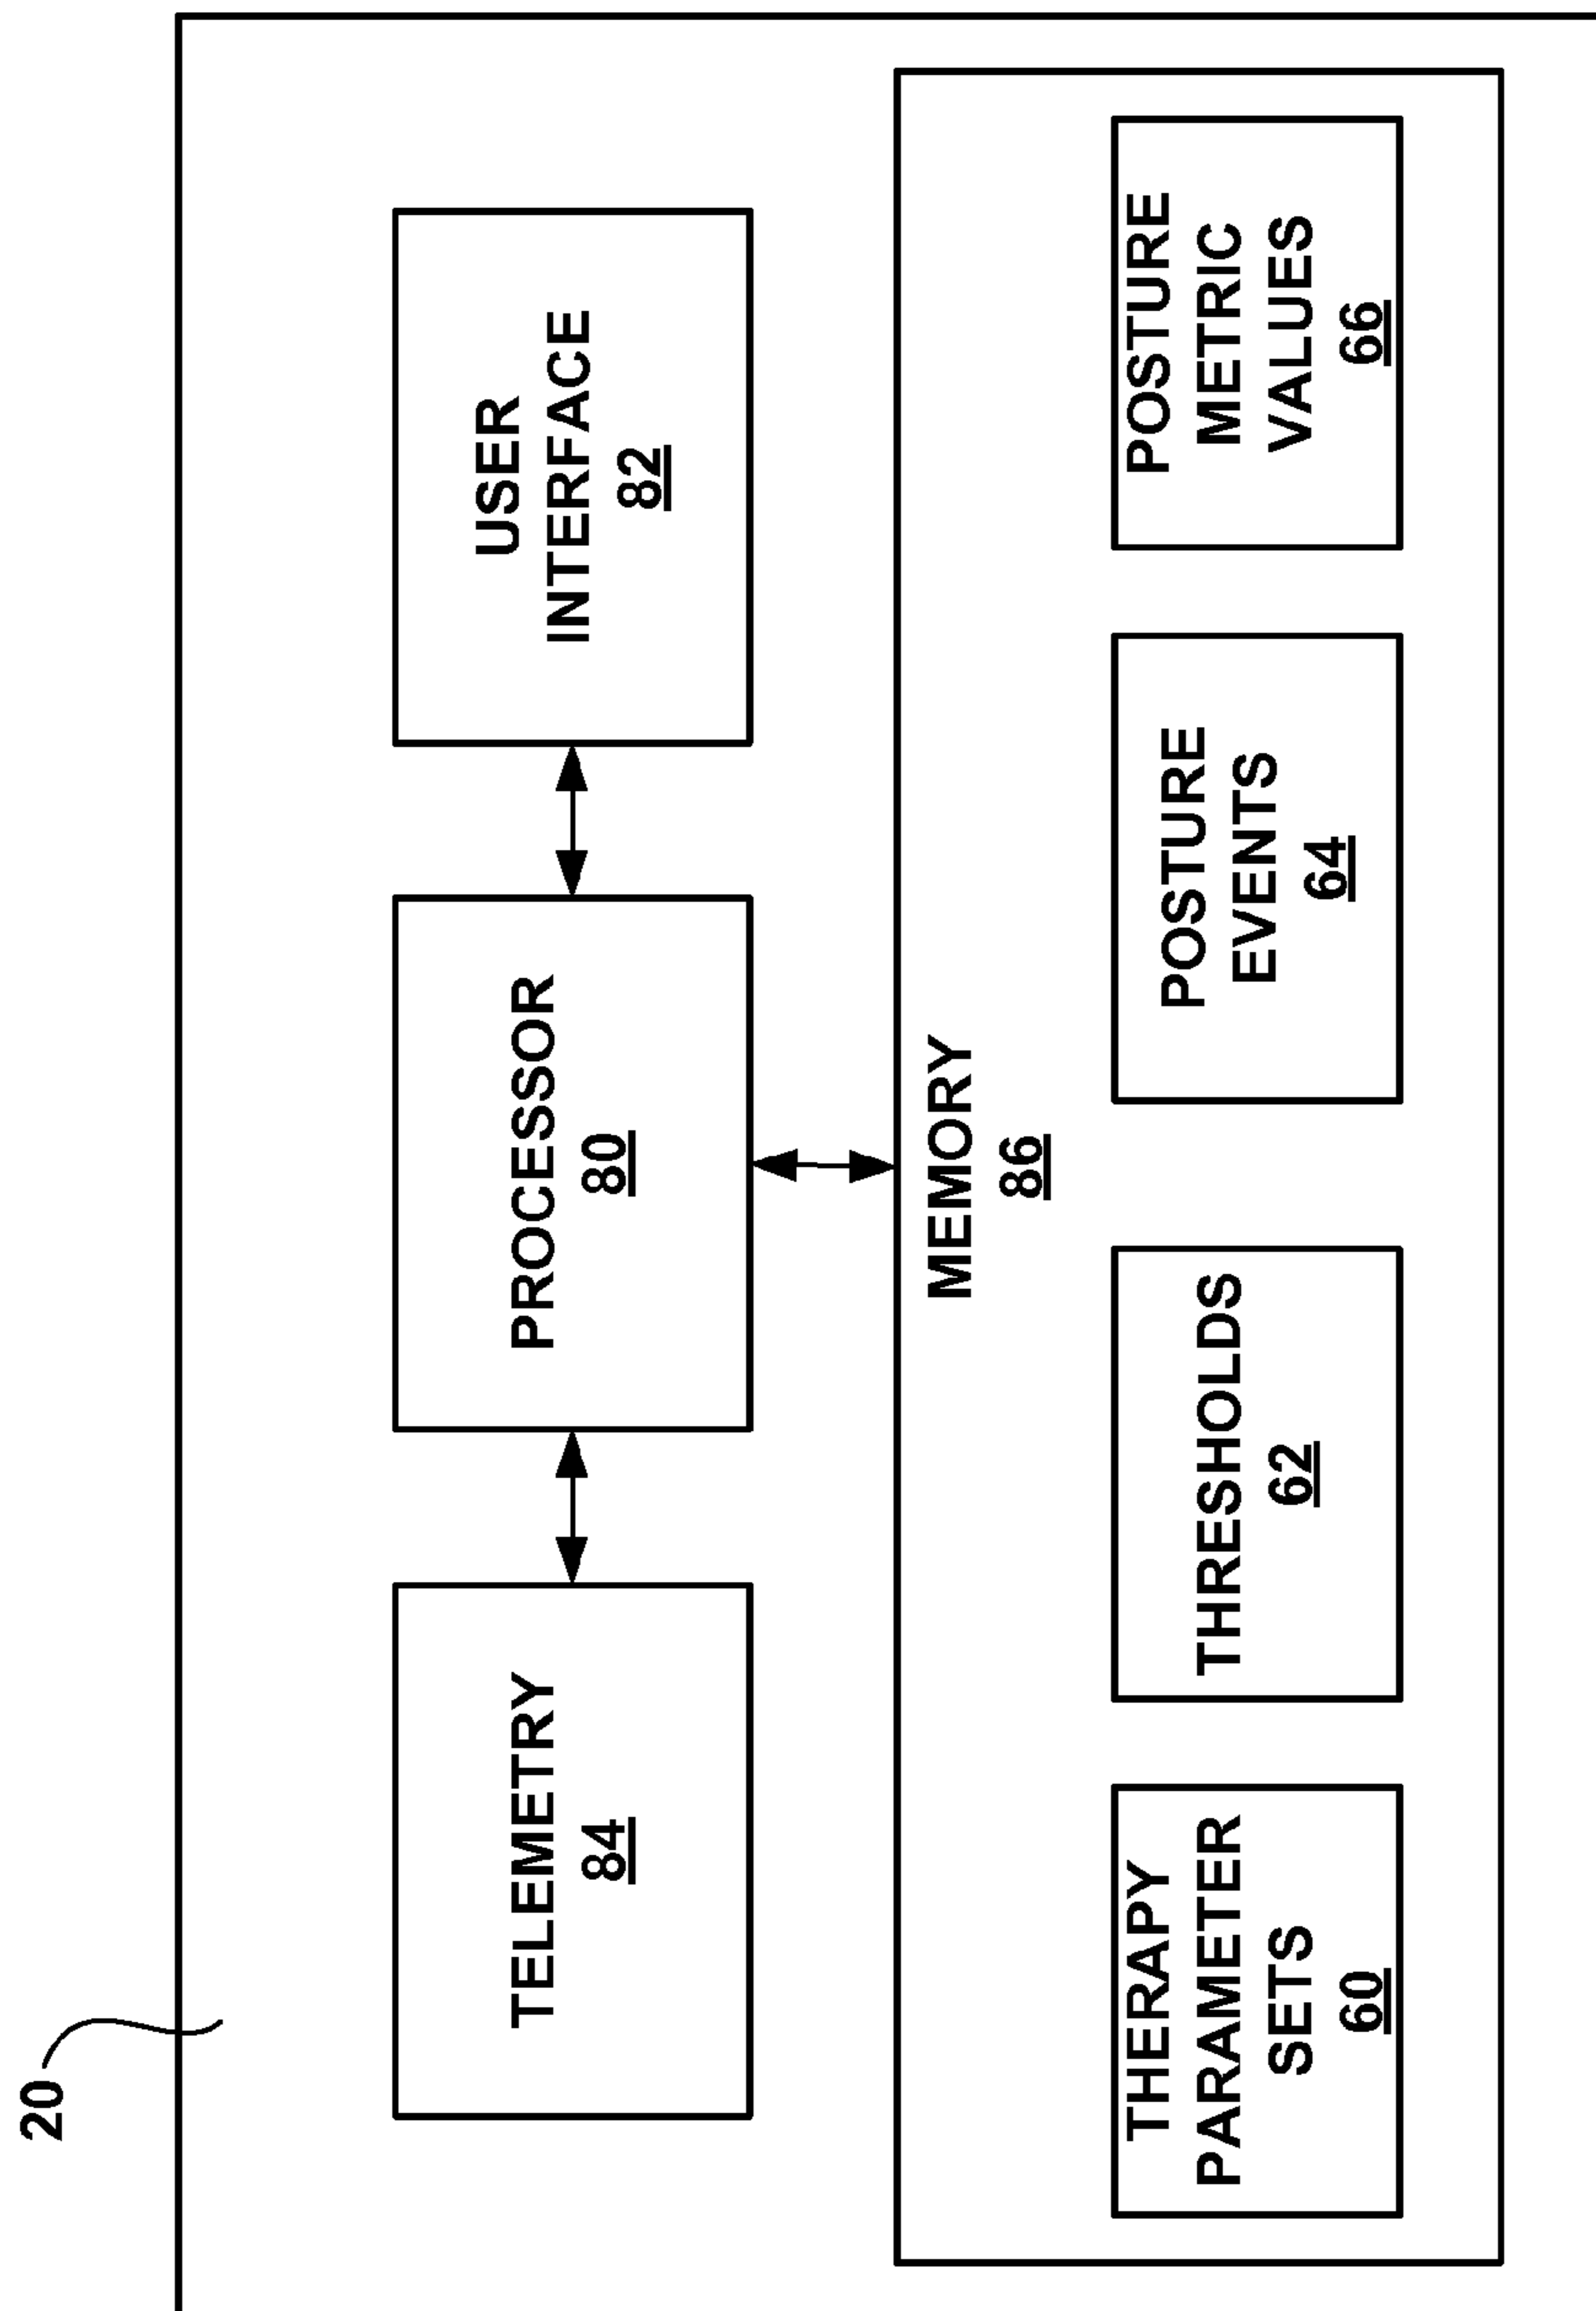 20
TELEMETRY
84
PROCESSOR
80
USER
INTERFACE
82
MEMORY
86
THERAPY
PARAMETER
SETS
60
THRESHOLDS
62
POSTURE
EVENTS
64
POSTURE
METRIC
VALUES
66